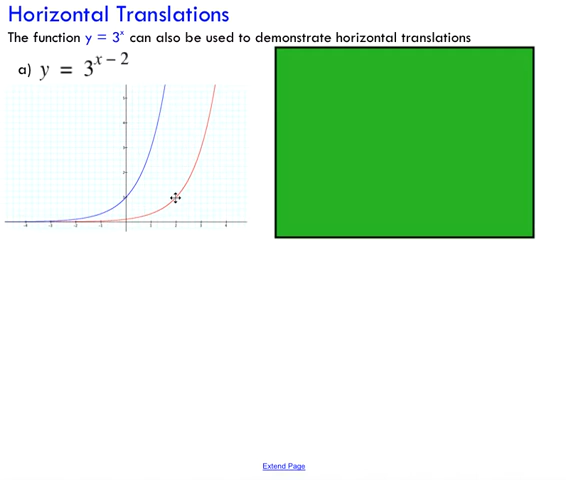 Horizontal Translations
The function y = 3ˣ can also be used to demonstrate horizontal translations
a) y = 3ˣ⁻²
Extend Page